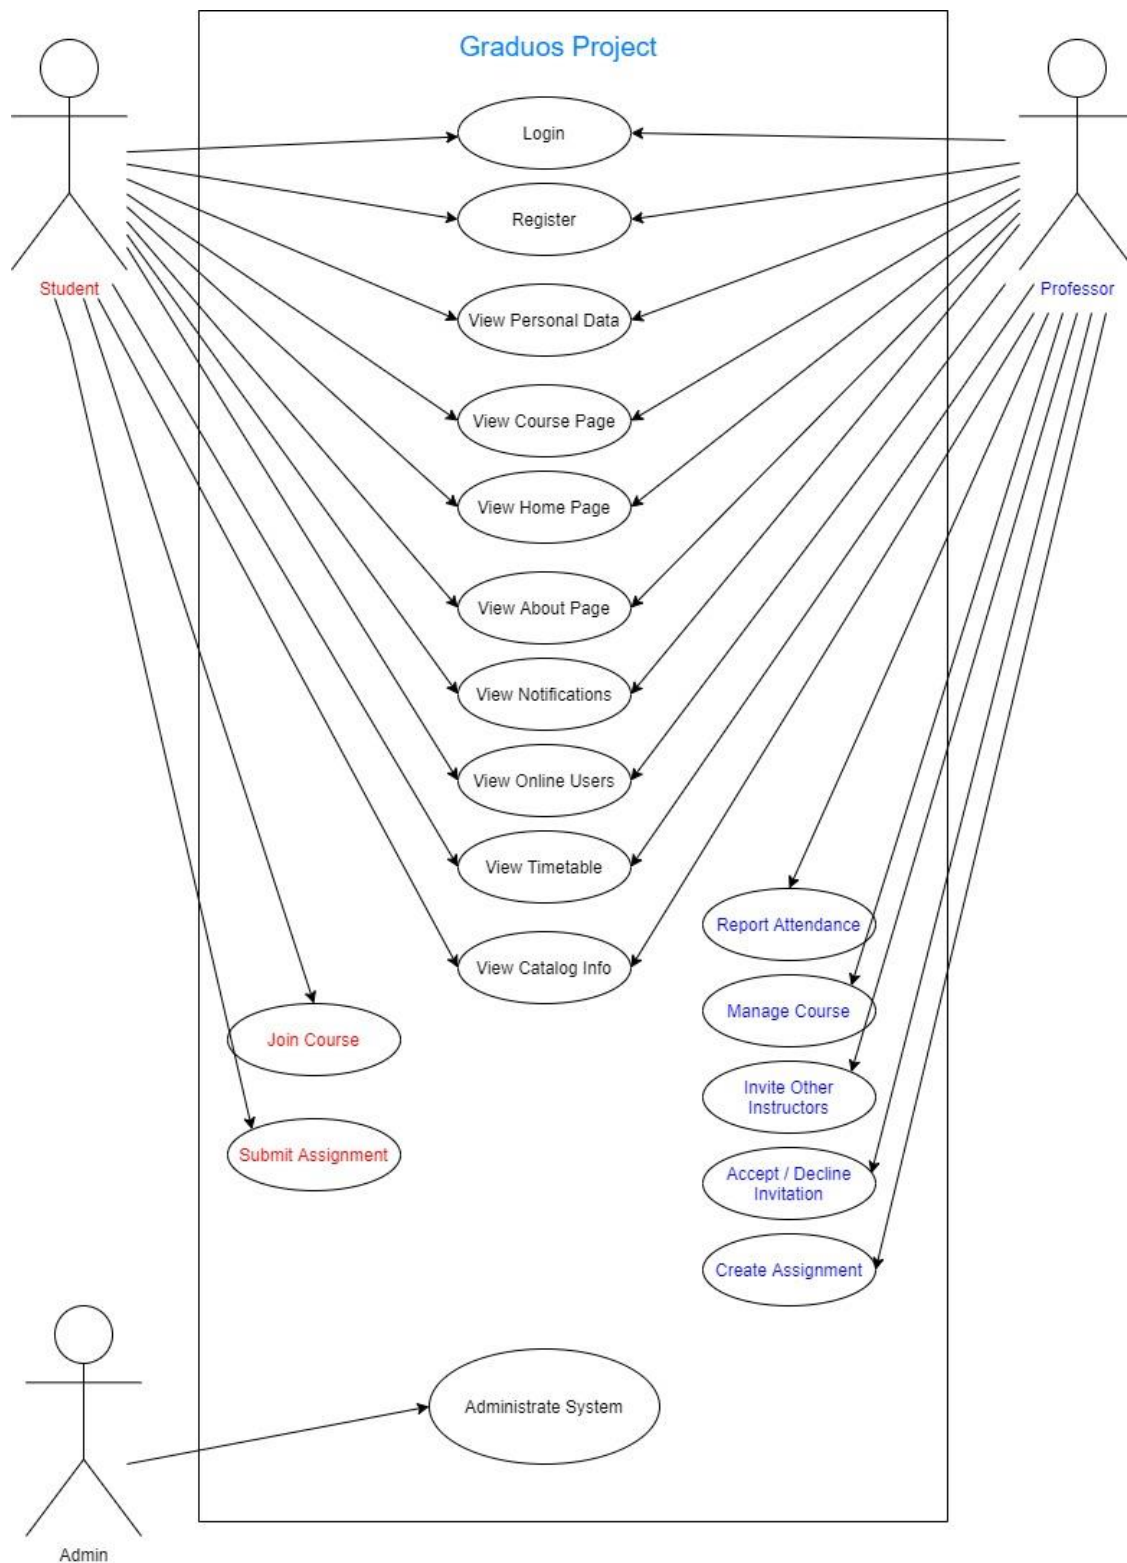 Graduos Project
Login
Register
Student
Professor
View Personal Data
View Course Page
View Home Page
View About Page
View Notifications
View Online Users
View Timetable
Report Attendance
View Catalog Info
Manage Course
Join Course
Invite Other
Instructors
Submit Assignment
Accept / Decline
Invitation
Create Assignment
Administrate System
Admin